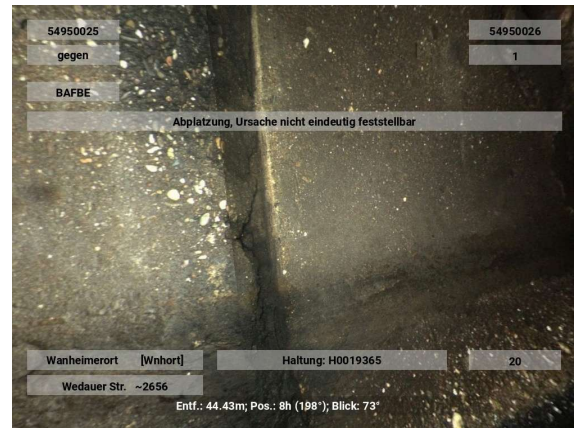 54950025 54950026
gegen 1
BAFBE
Abplatzung, Ursache nicht eindeutig feststellbar
Wanheimerort [Wnhort] Haltung: H0019365 20
Wedauer Str. ~2656
Entf.: 44.43m; Pos.: 8h (198°); Blick: 73°